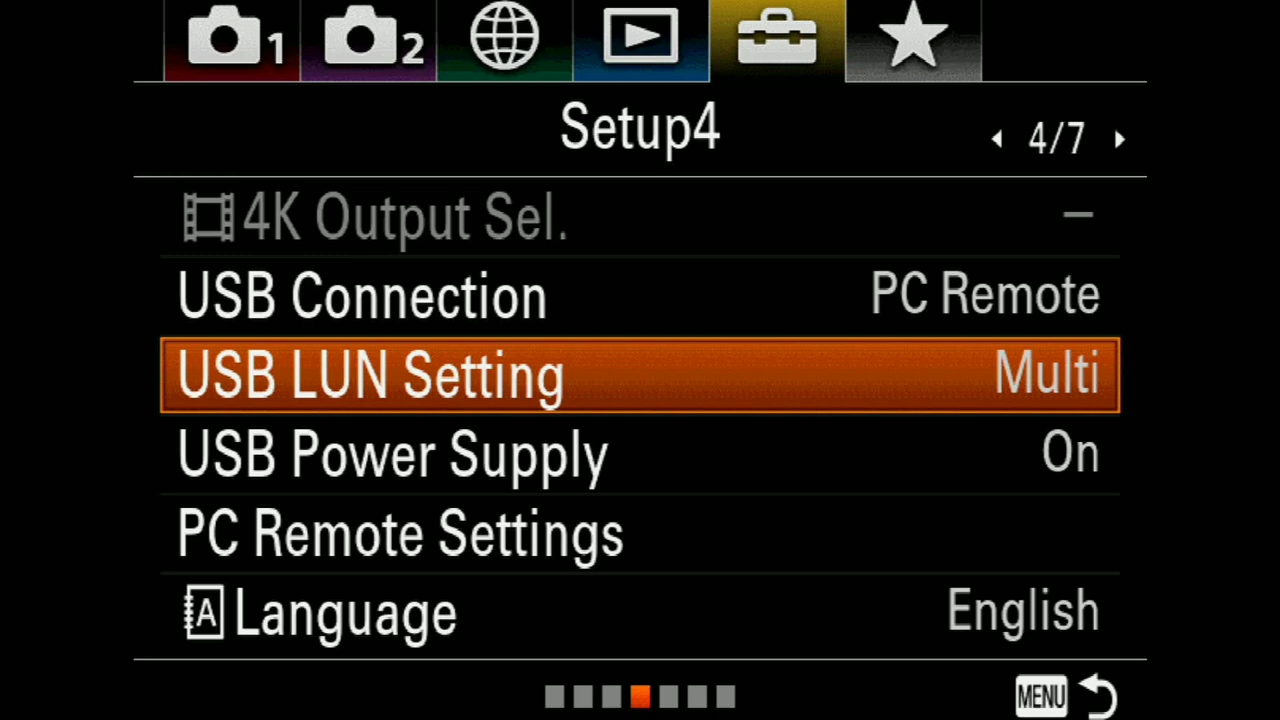 1 2
Setup4
4/7
4K Output Sel. –
USB Connection PC Remote
USB LUN Setting Multi
USB Power Supply On
PC Remote Settings
A Language English
MENU